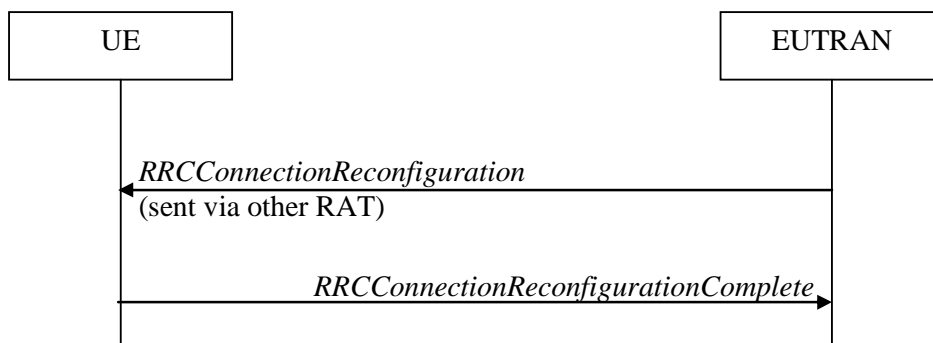 UE
EUTRAN
RRCConnectionReconfiguration
(sent via other RAT)
RRCConnectionReconfigurationComplete